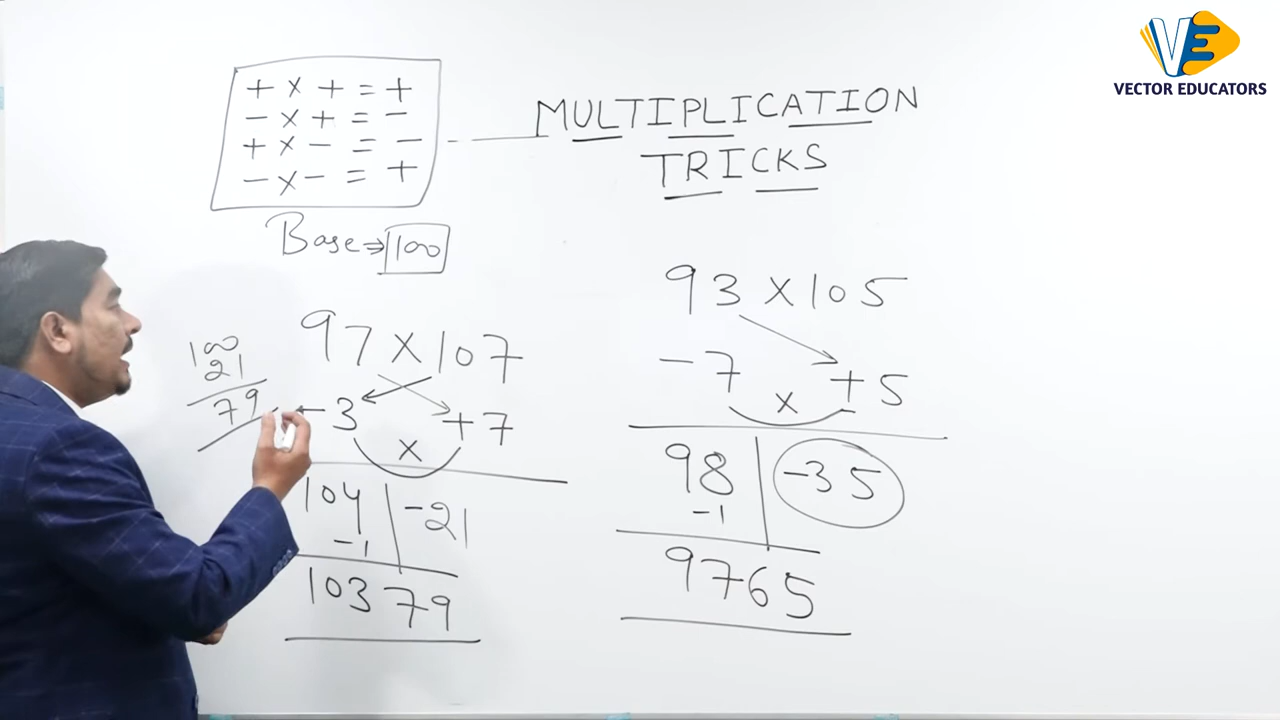 VE
VECTOR EDUCATORS
+ × + = +
- × + = -
+ × - = -
- × - = +
MULTIPLICATION
TRICKS
Base ⇒ 100
97 × 107
-3 × +7
104 | -21
-1
10379
100
21
79
93 × 105
-7 × +5
98 | -35
-1
9765